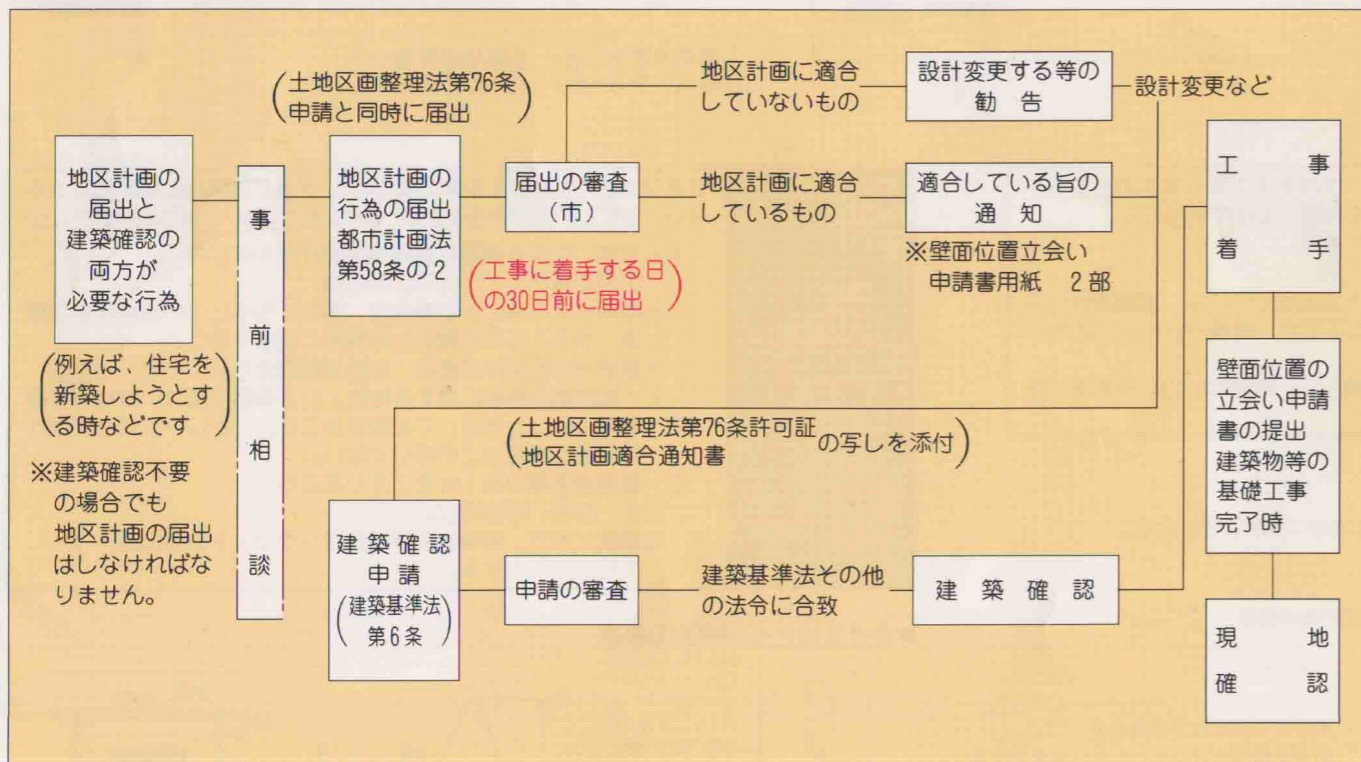 地区計画の
届出と
建築確認の
両方が
必要な行為
(例えば、住宅を
新築しようとす
る時などです)
※建築確認不要
の場合でも
地区計画の届出
はしなければな
りません。
事前相談
(土地区画整理法第76条
申請と同時に届出)
地区計画の
行為の届出
都市計画法
第58条の2
(工事に着手する日
の30日前に届出)
届出の審査
(市)
地区計画に適合
していないもの
設計変更する等の
勧告
設計変更など
地区計画に適合
しているもの
適合している旨の
通知
※壁面位置立会い
申請書用紙 2部
(土地区画整理法第76条許可証
地区計画適合通知書 の写しを添付)
建築確認
申請
(建築基準法
第6条)
申請の審査
建築基準法その他
の法令に合致
建築確認
工事
着手
壁面位置の
立会い申請
書の提出
建築物等の
基礎工事
完了時
現地
確認